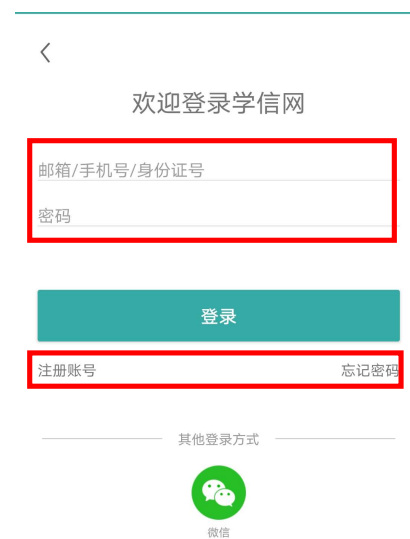 欢迎登录学信网
邮箱/手机号/身份证号
密码
登录
注册账号 忘记密码
其他登录方式
微信